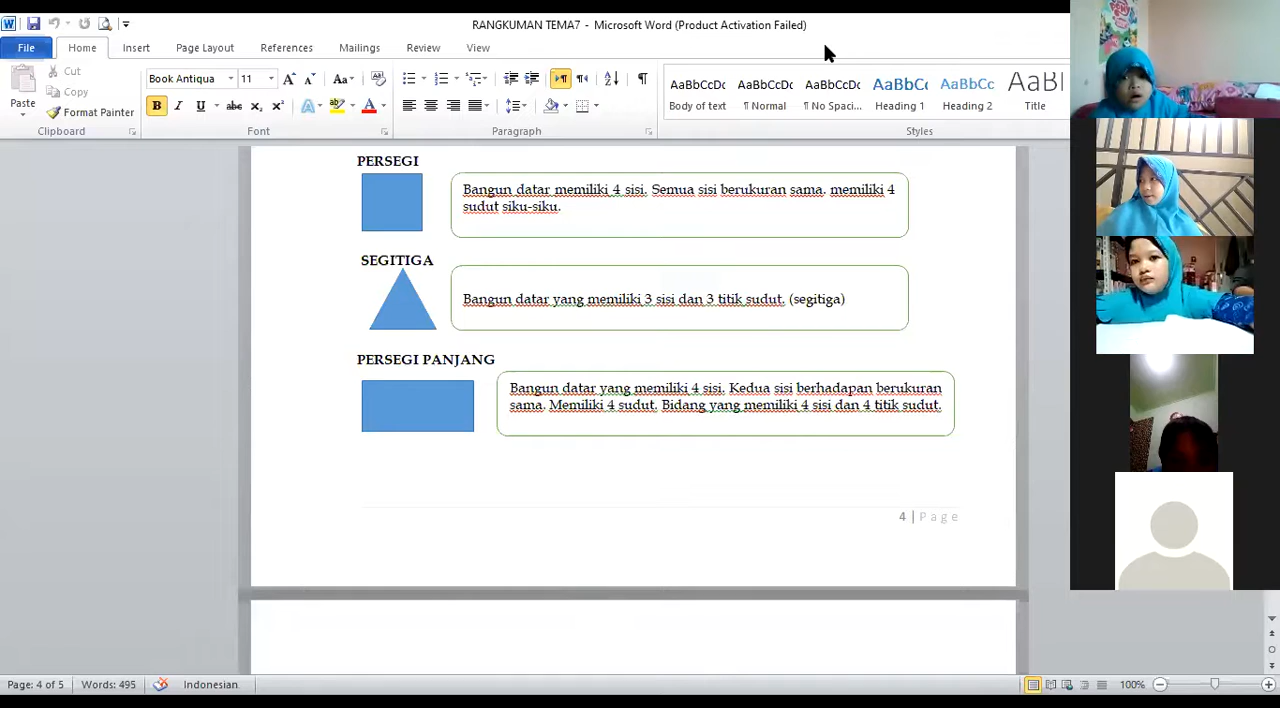 RANGKUMAN TEMA7 - Microsoft Word (Product Activation Failed)
File Home Insert Page Layout References Mailings Review View
Cut
Copy
Format Painter
Paste
Clipboard
Book Antiqua 11
Font
Paragraph
AaBbCcDc AaBbCcDc AaBbCcDc AaBbCc AaBbCc
Body of text ¶ Normal ¶ No Spaci... Heading 1 Heading 2 Title
Styles
PERSEGI
Bangun datar memiliki 4 sisi. Semua sisi berukuran sama. memiliki 4
sudut siku-siku.
SEGITIGA
Bangun datar yang memiliki 3 sisi dan 3 titik sudut. (segitiga)
PERSEGI PANJANG
Bangun datar yang memiliki 4 sisi. Kedua sisi berhadapan berukuran
sama. Memiliki 4 sudut. Bidang yang memiliki 4 sisi dan 4 titik sudut.
4 | Page
Page: 4 of 5 Words: 495 Indonesian 100%